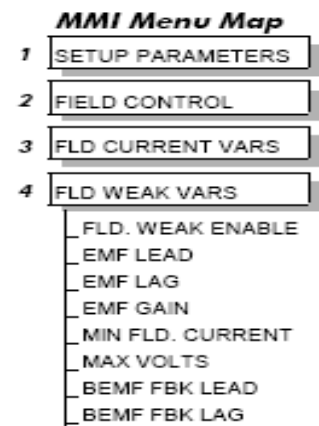 MMI Menu Map
1 SETUP PARAMETERS
2 FIELD CONTROL
3 FLD CURRENT VARS
4 FLD WEAK VARS
FLD. WEAK ENABLE
EMF LEAD
EMF LAG
EMF GAIN
MIN FLD. CURRENT
MAX VOLTS
BEMF FBK LEAD
BEMF FBK LAG